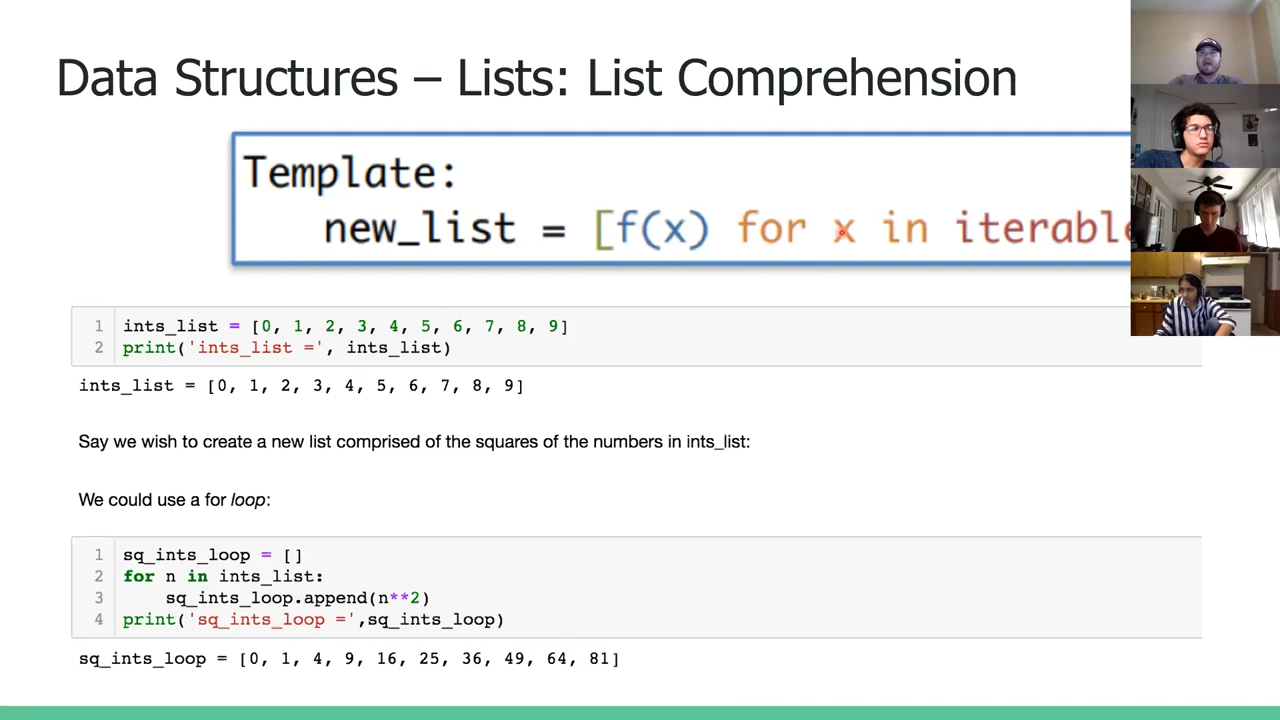 Data Structures – Lists: List Comprehension
Template:
new_list = [f(x) for x in iterable
1 ints_list = [0, 1, 2, 3, 4, 5, 6, 7, 8, 9]
2 print('ints_list =', ints_list)
ints_list = [0, 1, 2, 3, 4, 5, 6, 7, 8, 9]
Say we wish to create a new list comprised of the squares of the numbers in ints_list:
We could use a for loop:
1 sq_ints_loop = []
2 for n in ints_list:
3     sq_ints_loop.append(n**2)
4 print('sq_ints_loop =',sq_ints_loop)
sq_ints_loop = [0, 1, 4, 9, 16, 25, 36, 49, 64, 81]